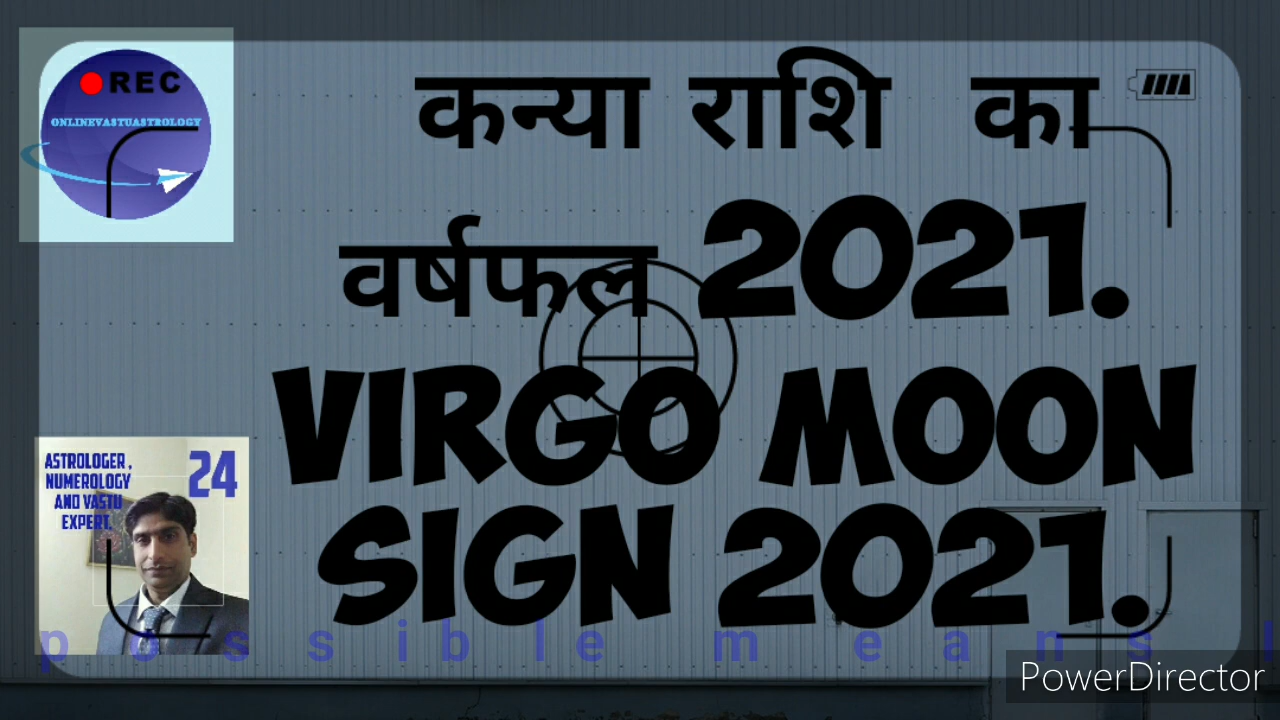 REC
ONLINEVASTUASTROLOGY
कन्या राशि का
वर्षफल 2021.
VIRGO MOON
SIGN 2021.
ASTROLOGER,
NUMEROLOGY
AND VASTU
EXPERT.
24
possible means
PowerDirector